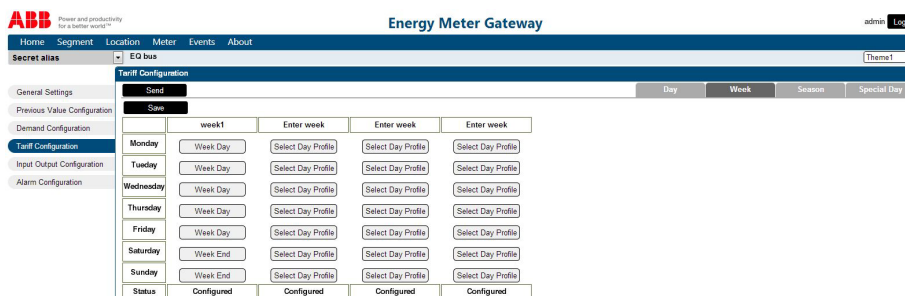 ABB Power and productivity
for a better world™
Energy Meter Gateway
admin Log
Home Segment Location Meter Events About
Secret alias EQ bus Theme1
Tariff Configuration
General Settings
Previous Value Configuration
Demand Configuration
Tariff Configuration
Input Output Configuration
Alarm Configuration
Send Day Week Season Special Day
Save
week1 Enter week Enter week Enter week
Monday Week Day Select Day Profile Select Day Profile Select Day Profile
Tueday Week Day Select Day Profile Select Day Profile Select Day Profile
Wednesday Week Day Select Day Profile Select Day Profile Select Day Profile
Thursday Week Day Select Day Profile Select Day Profile Select Day Profile
Friday Week Day Select Day Profile Select Day Profile Select Day Profile
Saturday Week End Select Day Profile Select Day Profile Select Day Profile
Sunday Week End Select Day Profile Select Day Profile Select Day Profile
Status Configured Configured Configured Configured